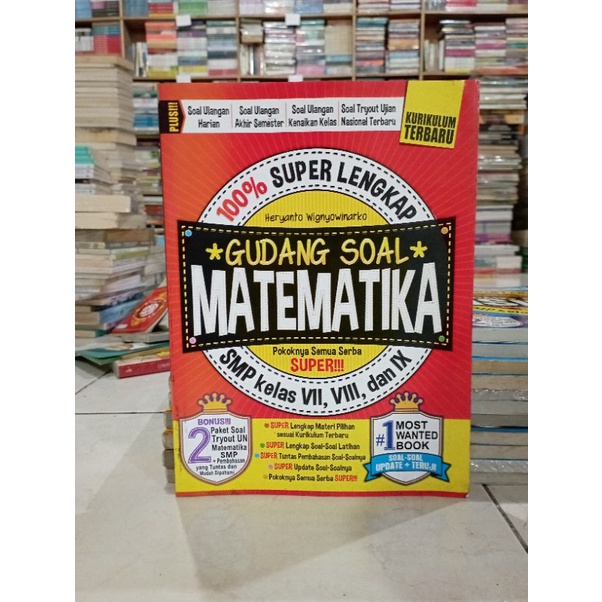 PLUS!!!
Soal Ulangan
Harian
Soal Ulangan
Akhir Semester
Soal Ulangan
Kenaikan Kelas
Soal Tryout Ujian
Nasional Terbaru
KURIKULUM
TERBARU
100% SUPER LENGKAP
Heryanto Wignyowinarko
GUDANG SOAL
MATEMATIKA
Pokoknya Semua Serba
SUPER!!!
SMP kelas VII, VIII, dan IX
BONUS!!!
2
Paket Soal
Tryout UN
Matematika
SMP
+ Pembahasan
yang Tuntas dan
Mudah Dipahami
SUPER Lengkap Materi Pilihan
sesuai Kurikulum Terbaru
SUPER Lengkap Soal-Soal Latihan
SUPER Tuntas Pembahasan Soal-Soalnya
SUPER Update Soal-Soalnya
Pokoknya Semua Serba SUPER!!!
#1
MOST
WANTED
BOOK
SOAL-SOAL
UPDATE + TERUJI